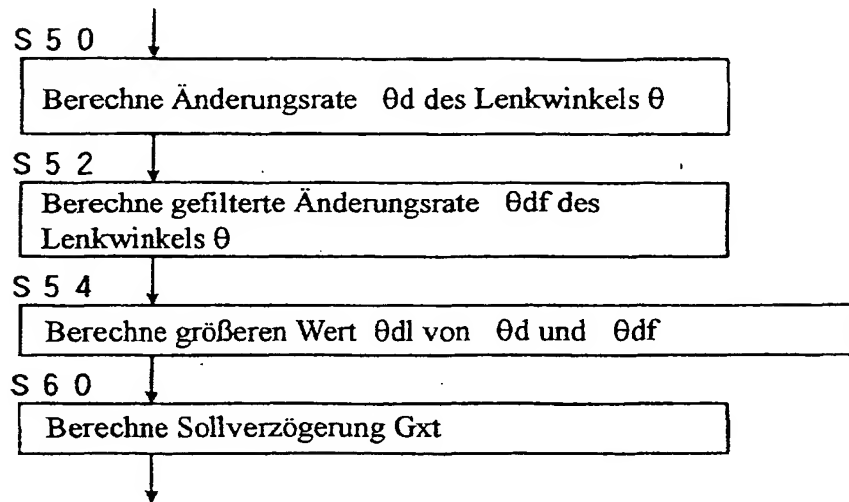 S 5 0
Berechne Änderungsrate θd des Lenkwinkels θ
S 5 2
Berechne gefilterte Änderungsrate θdf des
Lenkwinkels θ
S 5 4
Berechne größeren Wert θdl von θd und θdf
S 6 0
Berechne Sollverzögerung Gxt